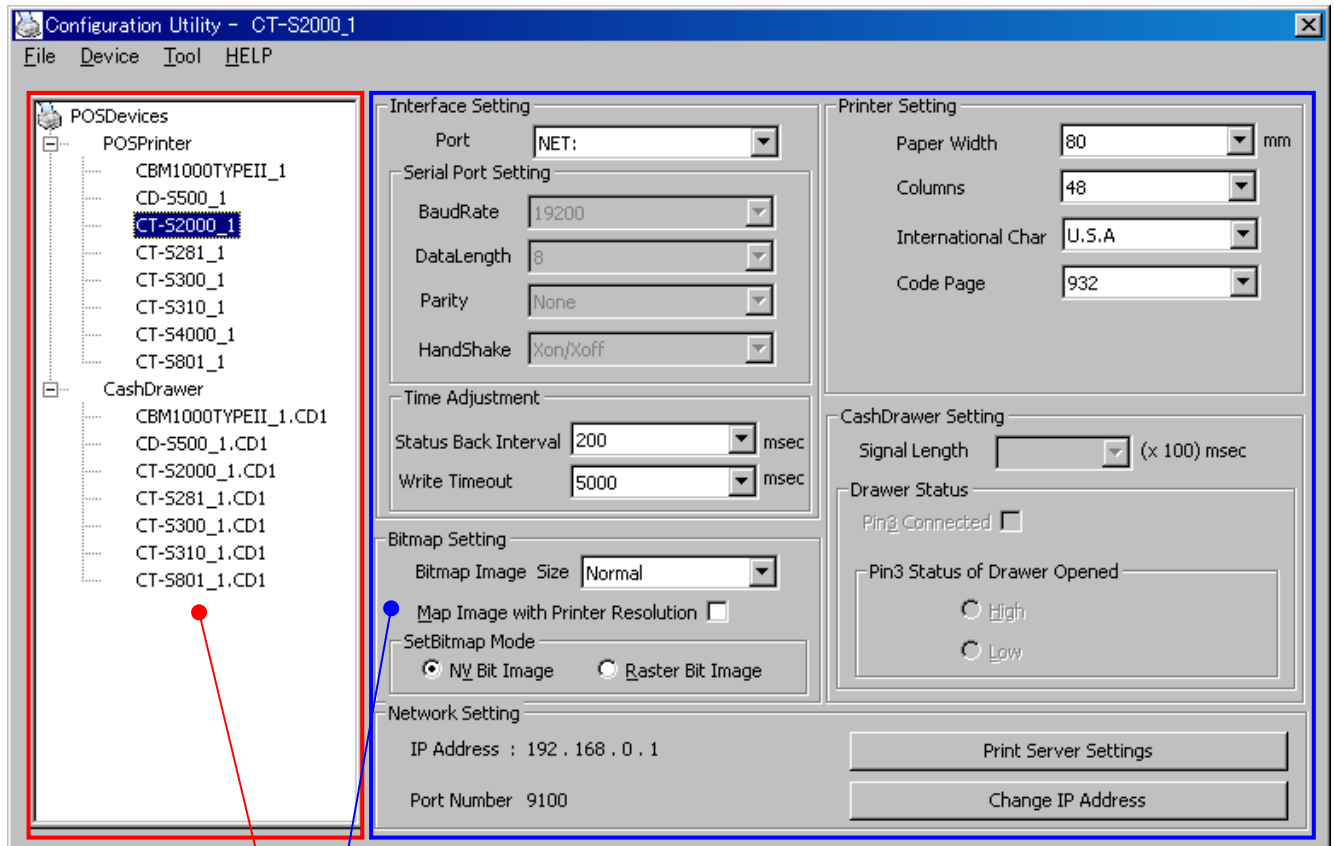 Configuration Utility - CT-S2000_1
File Device Tool HELP
POSDevices
POSPrinter
CBM1000TYPEII_1
CD-S500_1
CT-S2000_1
CT-S281_1
CT-S300_1
CT-S310_1
CT-S4000_1
CT-S801_1
CashDrawer
CBM1000TYPEII_1.CD1
CD-S500_1.CD1
CT-S2000_1.CD1
CT-S281_1.CD1
CT-S300_1.CD1
CT-S310_1.CD1
CT-S801_1.CD1
Interface Setting
Port NET:
Serial Port Setting
BaudRate 19200
DataLength 8
Parity None
HandShake Xon/Xoff
Time Adjustment
Status Back Interval 200 msec
Write Timeout 5000 msec
Bitmap Setting
Bitmap Image Size Normal
Map Image with Printer Resolution
SetBitmap Mode
NV Bit Image Raster Bit Image
Printer Setting
Paper Width 80 mm
Columns 48
International Char U.S.A
Code Page 932
CashDrawer Setting
Signal Length (x 100) msec
Drawer Status
Pin3 Connected
Pin3 Status of Drawer Opened
High
Low
Network Setting
IP Address : 192 . 168 . 0 . 1 Print Server Settings
Port Number 9100 Change IP Address